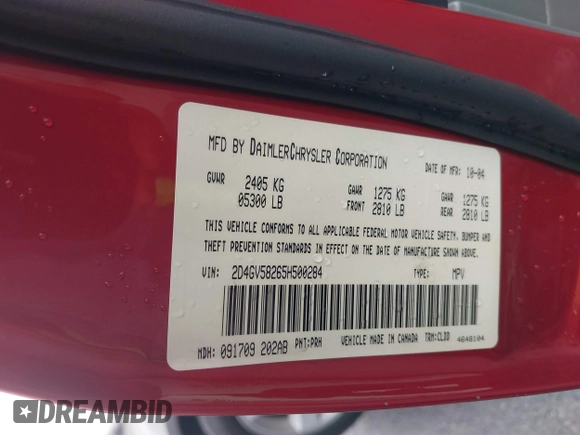 MFD BY DAIMLERCHRYSLER CORPORATION DATE OF MFR: 10-04
GVWR 2405 KG GAWR 1275 KG GAWR 1275 KG
05300 LB FRONT 2810 LB REAR 2810 LB
THIS VEHICLE CONFORMS TO ALL APPLICABLE FEDERAL MOTOR VEHICLE SAFETY, BUMPER AND
THEFT PREVENTION STANDARDS IN EFFECT ON THE DATE OF MANUFACTURE SHOWN ABOVE.
VIN: 2D4GV58265H500284 TYPE: MPV
MDH: 091709 202AB PNT:PRH VEHICLE MADE IN CANADA TRM:CLDD 4648104
DREAMBID